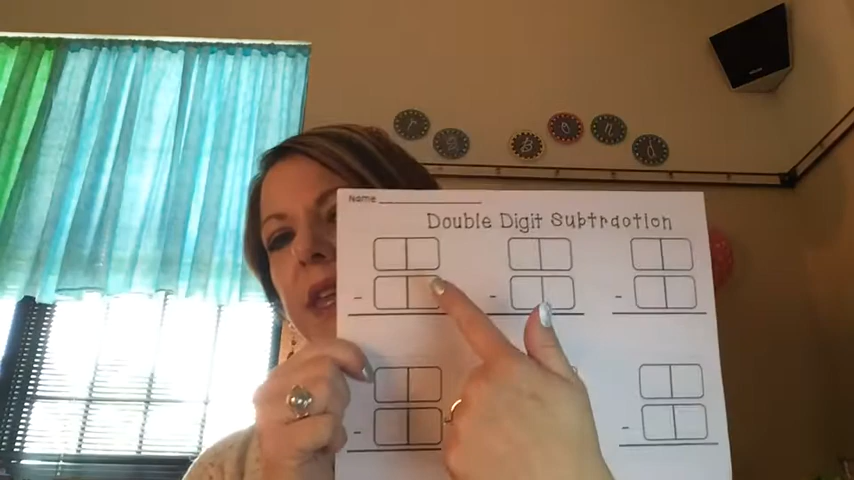 B O N
Name
Double Digit Subtraction
- - -
- -